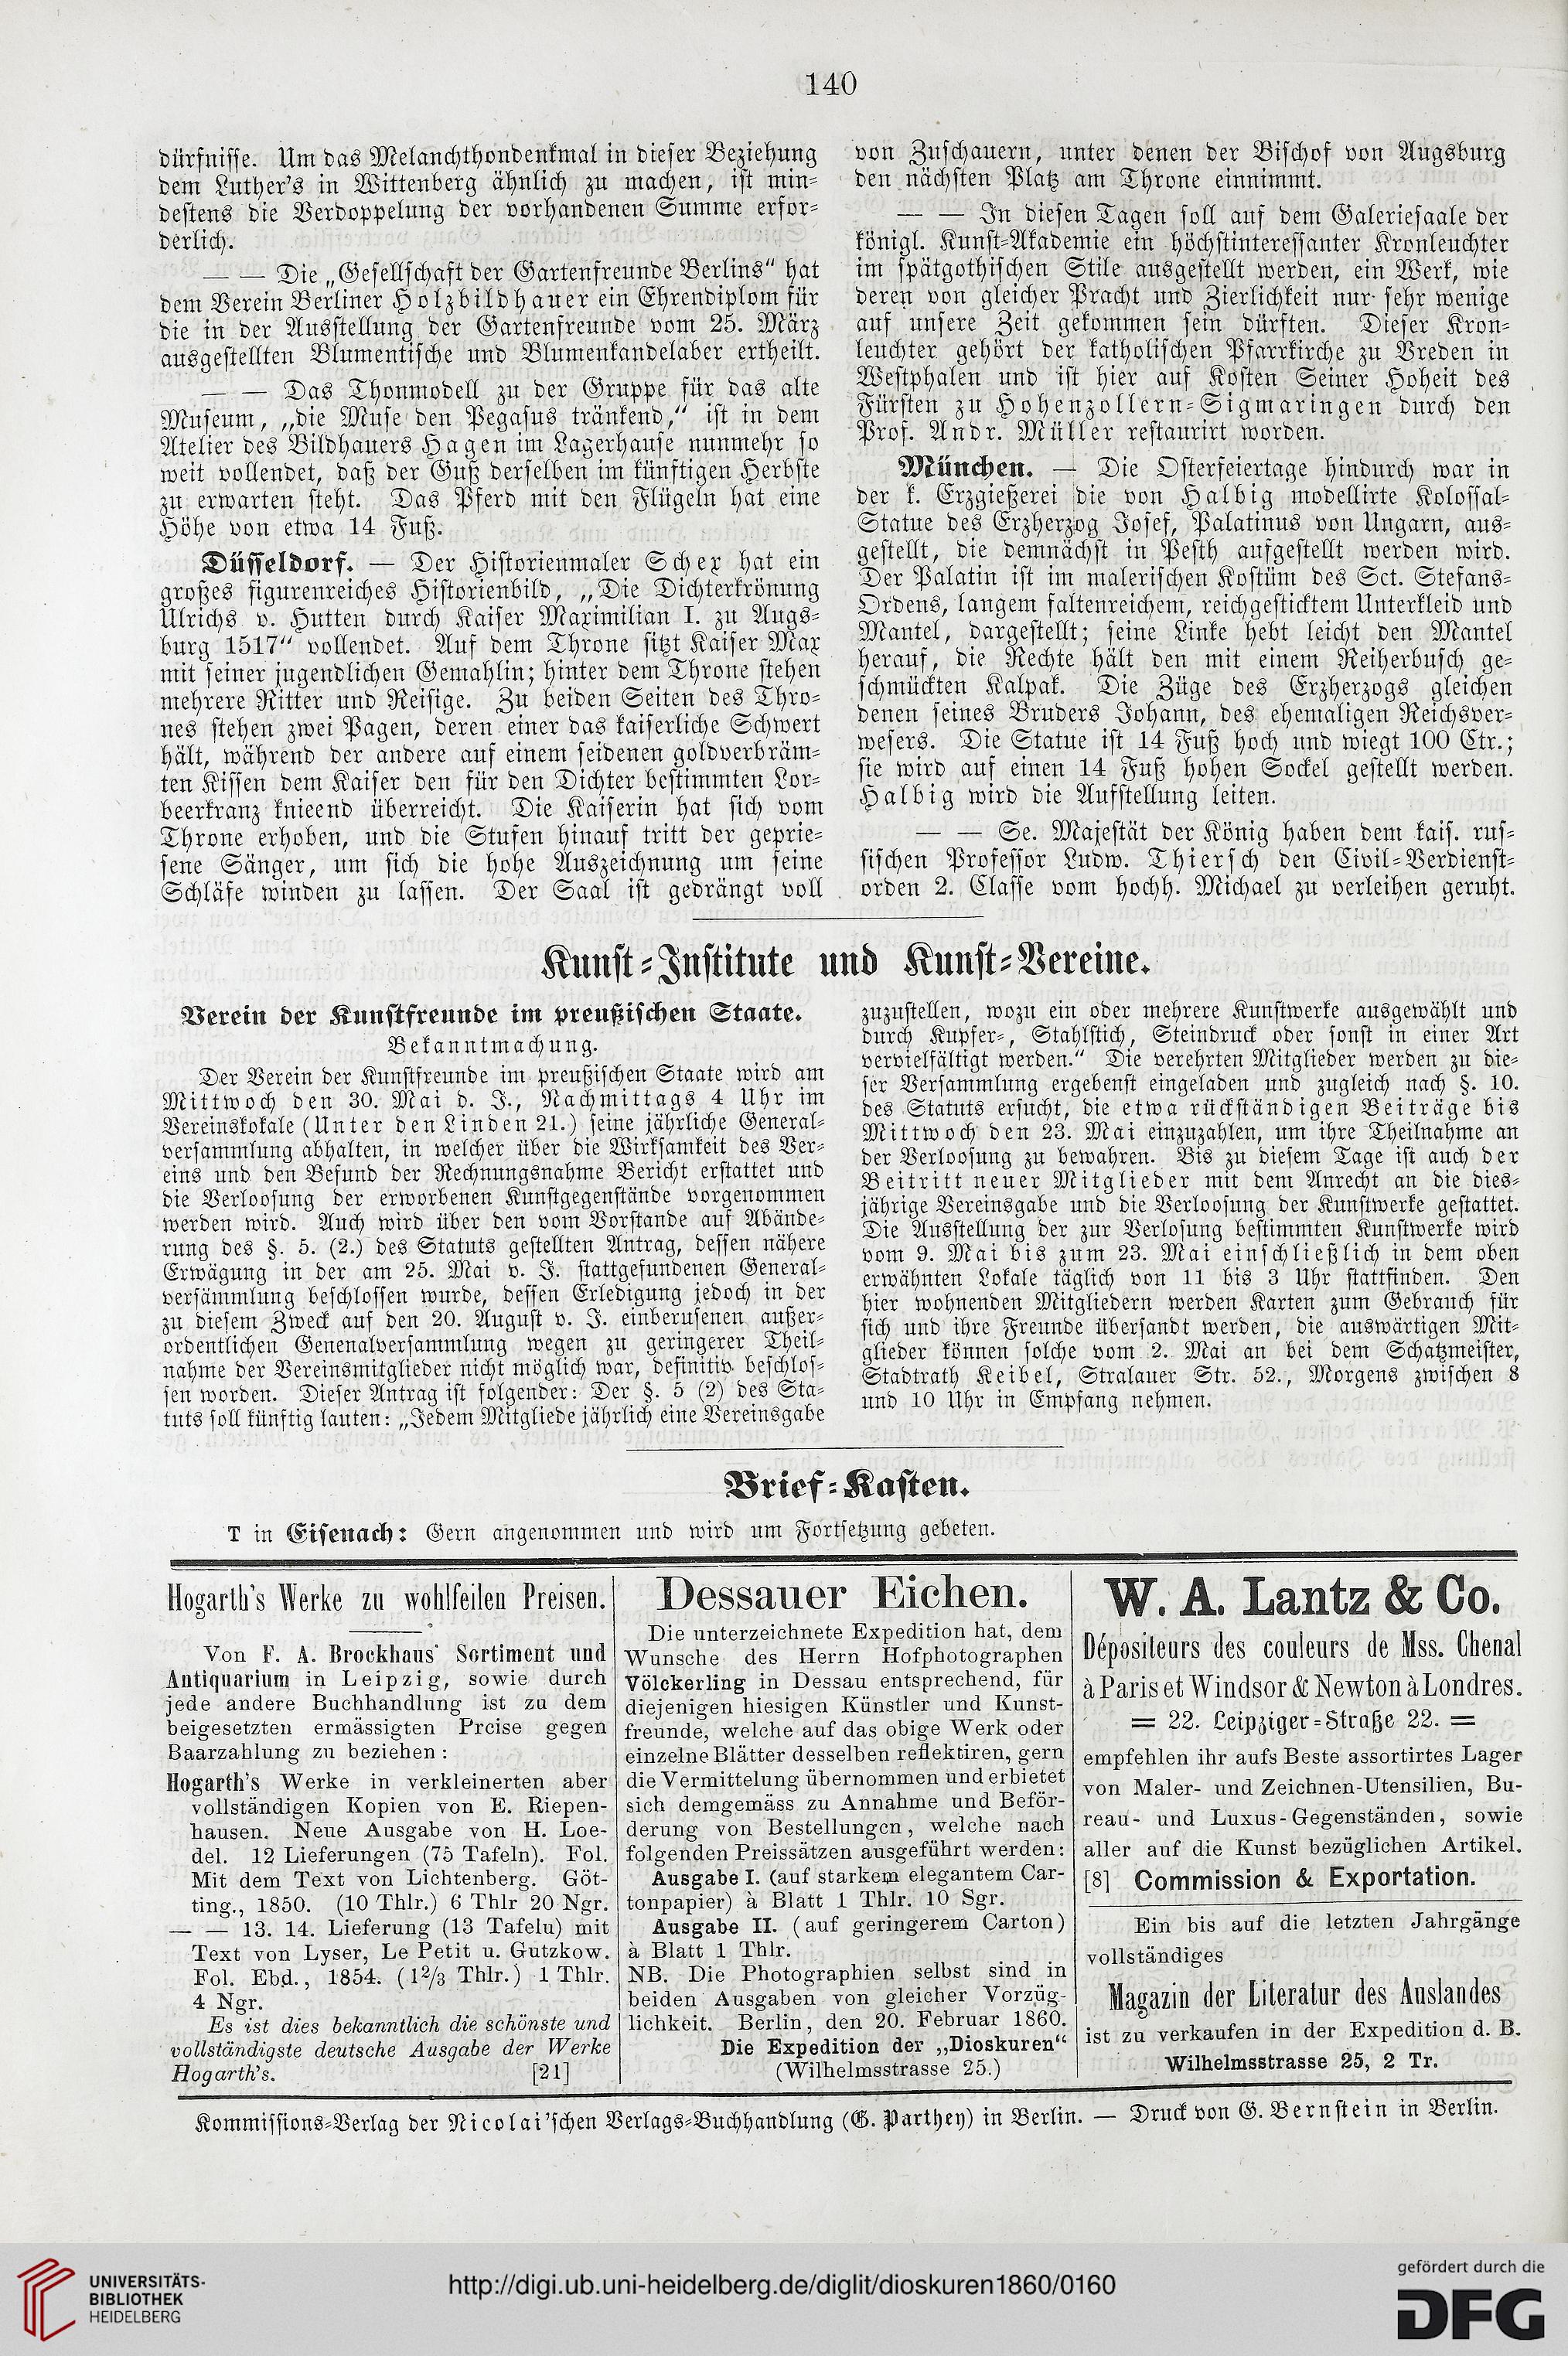 140
dürfnisse. Um das Melanchthondenkmal in dieser Beziehung
dem Luther's in Wittenberg ähnlich zu machen, ist min-
destens die Verdoppelung der vorhandenen Summe erfor-
derlich.
— — Die „Gesellschaft der Gartenfreunde Berlins" hat
dem Verein Berliner Holzbildhauer ein Ehrendiplom für
die in der Ausstellung der Gartenfreunde vom 25. März
ausgestellten Blumentische und Blumenkandelaber ertheilt.
— — Das Thonmodell zu der Gruppe für das alte
Museum, „die Muse den Pegasus tränkend," ist in dem
Atelier des Bildhauers Hagen im Lagerhause nunmehr so
weit vollendet, daß der Guß derselben im künftigen Herbste
zu erwarten steht. Das Pferd mit den Flügeln hat eine
Höhe von etwa 14 Fuß.
Düsseldorf. — Der Historienmaler Schex hat ein
großes figurenreiches Historienbild, „Die Dichterkrönung
Ulrichs v. Hutten durch Kaiser Maximilian I. zu Augs-
burg 1517" vollendet. Auf dem Throne sitzt Kaiser Max
mit seiner jugendlichen Gemahlin; hinter dem Throne stehen
mehrere Ritter und Reisige. Zu beiden Seiten des Thro-
nes stehen zwei Pagen, deren einer das kaiserliche Schwert
hält, während der andere auf einem seidenen goldverbräm-
ten Kissen dem Kaiser den für den Dichter bestimmten Lor-
beerkranz knieend überreicht. Die Kaiserin hat sich vom
Throne erhoben, und die Stufen hinauf tritt der geprie-
sene Sänger, um sich die hohe Auszeichnung um seine
Schläfe winden zu lassen. Der Saal ist gedrängt voll
von Zuschauern, unter denen der Bischof von Augsburg
den nächsten Platz am Throne einnimmt.
— — In diesen Tagen soll auf dem Galeriesaale der
königl. Kunst-Akademie ein höchstinteressanter Kronleuchter
im spätgothischen Stile ausgestellt werden, ein Werk, wie
deren von gleicher Pracht und Zierlichkeit nur sehr wenige
auf unsere Zeit gekommen sein dürften. Dieser Kron-
leuchter gehört der katholischen Pfarrkirche zu Vreden in
Westphalen und ist hier auf Kosten Seiner Hoheit des
Fürsten zu Hohenzollern-Sigmaringen durch den
Prof. Andr. Müller restaurirt worden.
München. — Die Osterfeiertage hindurch war in
der k. Erzgießerei die von Halbig modellirte Kolossal-
Statue des Erzherzog Josef, Palatinus von Ungarn, aus-
gestellt, die demnächst in Pesth aufgestellt werden wird.
Der Palatin ist im malerischen Kostüm des Sct. Stefans-
Ordens, langem faltenreichem, reichgesticktem Unterkleid und
Mantel, dargestellt; seine Linke hebt leicht den Mantel
herauf, die Rechte hält den mit einem Reiherbusch ge-
schmückten Kalpak. Die Züge des Erzherzogs gleichen
denen seines Bruders Johann, des ehemaligen Reichsver-
wesers. Die Statue ist 14 Fuß hoch und wiegt 100 Ctr.;
sie wird auf einen 14 Fuß hohen Sockel gestellt werden.
Halbig wird die Aufstellung leiten.
— — Se. Majestät der König haben dem kais. rus-
sischen Professor Ludw. Thiersch den Civil-Verdienst-
orden 2. Classe vom hochh. Michael zu verleihen geruht.
Kunst-Institute und Kunst-Vereine.
Verein der Kunstfreunde im preußischen Staate.
Bekanntmachung.
Der Verein der Kunstfreunde im preußischen Staate wird am
Mittwoch den 30. Mai d. J., Nachmittags 4 Uhr im
Vereinslokale (Unter den Linden 21.) seine jährliche General-
versammlung abhalten, in welcher über die Wirksamkeit des Ver-
eins und den Befund der Rechnungsnahme Bericht erstattet und
die Verloosung der erworbenen Kunstgegenstände vorgenommen
werden wird. Auch wird über den vom Vorstande auf Abände-
rung des §. 5. (2.) des Statuts gestellten Antrag, dessen nähere
Erwägung in der am 25. Mai v. J. stattgefundenen General-
versammlung beschlossen wurde, dessen Erledigung jedoch in der
zu diesem Zweck auf den 20. August v. J. einberufenen außer-
ordentlichen Genenalversammlung wegen zu geringerer Theil-
nahme der Vereinsmitglieder nicht möglich war, definitiv beschlos-
sen worden. Dieser Antrag ist folgender: Der §. 5 (2) des Sta-
tuts soll künftig lauten: „Jedem Mitgliede jährlich eine Vereinsgabe
zuzustellen, wozu ein oder mehrere Kunstwerke ausgewählt und
durch Kupfer-, Stahlstich, Steindruck oder sonst in einer Art
vervielfältigt werden." Die verehrten Mitglieder werden zu die-
ser Versammlung ergebenst eingeladen und zugleich nach §. 10.
des Statuts ersucht, die etwa rückständigen Beiträge bis
Mittwoch den 23. Mai einzuzahlen, um ihre Theilnahme an
der Verloosung zu bewahren. Bis zu diesem Tage ist auch der
Beitritt neuer Mitglieder mit dem Anrecht an die dies-
jährige Vereinsgabe und die Verloosung der Kunstwerke gestattet.
Die Ausstellung der zur Verlosung bestimmten Kunstwerke wird
vom 9. Mai bis zum 23. Mai einschließlich in dem oben
erwähnten Lokale täglich von 11 bis 3 Uhr stattfinden. Den
hier wohnenden Mitgliedern werden Karten zum Gebrauch für
sich und ihre Freunde übersandt werden, die auswärtigen Mit-
glieder können solche vom 2. Mai an bei dem Schatzmeister,
Stadtrath Keibel, Stralauer Str. 52., Morgens zwischen 8
und 10 Uhr in Empfang nehmen.
Brief-Kasten.
T in Eisenach: Gern angenommen und wird um Fortsetzung gebeten.
Hogarth's Werke zu wohlfeilen Preisen.
Von F. A. Brockhaus' Sortiment und
Antiquarium in Leipzig, sowie durch
jede andere Buchhandlung ist zu dem
beigesetzten ermässigten Preise gegen
Baarzahlung zu beziehen:
Hogarth's Werke in verkleinerten aber
vollständigen Kopien von E. Riepen-
hausen. Neue Ausgabe von H. Loe-
del. 12 Lieferungen (75 Tafeln). Fol.
Mit dem Text von Lichtenberg. Göt-
ting., 1850. (10 Thlr.) 6 Thlr 20 Ngr.
— — 13. 14. Lieferung (13 Tafeln) mit
Text von Lyser, Le Petit u. Gutzkow.
Fol. Ebd., 1854. (1⅔ Thlr.) 1 Thlr.
4 Ngr.
Es ist dies bekanntlich die schönste und
vollständigste deutsche Ausgabe der Werke
Hogarth's. [21]
Dessauer Eichen.
Die unterzeichnete Expedition hat, dem
Wunsche des Herrn Hofphotographen
Völckerling in Dessau entsprechend, für
diejenigen hiesigen Künstler und Kunst-
freunde, welche auf das obige Werk oder
einzelne Blätter desselben reflektiren, gern
die Vermittelung übernommen und erbietet
sich demgemäss zu Annahme und Beför-
derung von Bestellungen, welche nach
folgenden Preissätzen ausgeführt werden:
Ausgabe I. (auf starkem elegantem Car-
tonpapier) à Blatt 1 Thlr. 10 Sgr.
Ausgabe II. (auf geringerem Carton)
à Blatt 1 Thlr.
NB. Die Photographien selbst sind in
beiden Ausgaben von gleicher Vorzüg-
lichkeit. Berlin, den 20. Februar 1860.
Die Expedition der „Dioskuren"
(Wilhelmsstrasse 25.)
W. A. Lantz & Co.
Dépositeurs des couleurs de Mss. Chenal
à Paris et Windsor & Newton à Londres.
= 22. Leipziger-Straße 22. =
empfehlen ihr aufs Beste assortirtes Lager
von Maler- und Zeichnen-Utensilien, Bu-
reau- und Luxus-Gegenständen, sowie
aller auf die Kunst bezüglichen Artikel.
[8] Commission & Exportation.
Ein bis auf die letzten Jahrgänge
vollständiges
Magazin der Literatur des Auslandes
ist zu verkaufen in der Expedition d. B.
Wilhelmsstrasse 25, 2 Tr.
Kommissions-Verlag der Nicolai'schen Verlags-Buchhandlung (G. Parthey) in Berlin. — Druck von G. Bernstein in Berlin.
UNIVERSITÄTS-
BIBLIOTHEK
HEIDELBERG
http://digi.ub.uni-heidelberg.de/diglit/dioskuren1860/0160
gefördert durch die
DFG